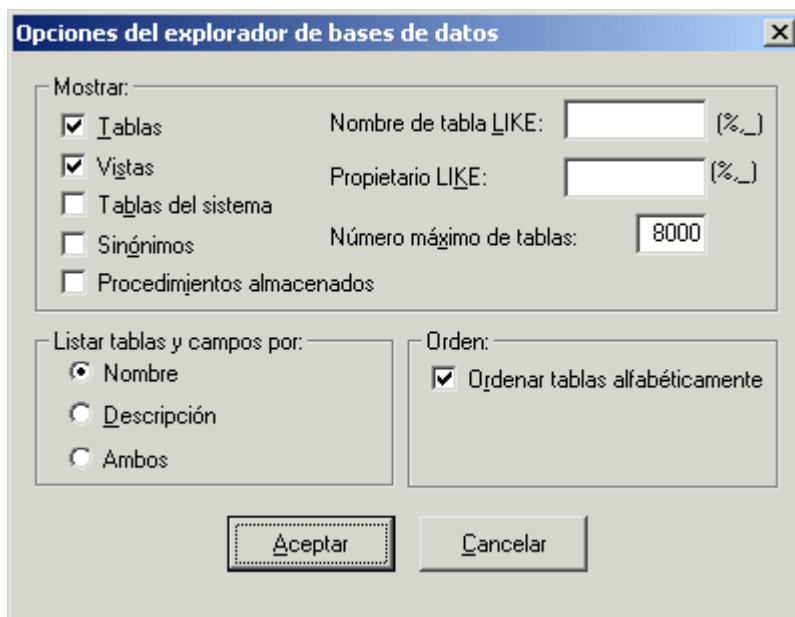 Opciones del explorador de bases de datos
Mostrar:
Tablas
Nombre de tabla LIKE:
(%,_)
Vistas
Propietario LIKE:
(%,_)
Tablas del sistema
Sinónimos
Número máximo de tablas:
8000
Procedimientos almacenados
Listar tablas y campos por:
Nombre
Descripción
Ambos
Orden:
Ordenar tablas alfabéticamente
Aceptar
Cancelar